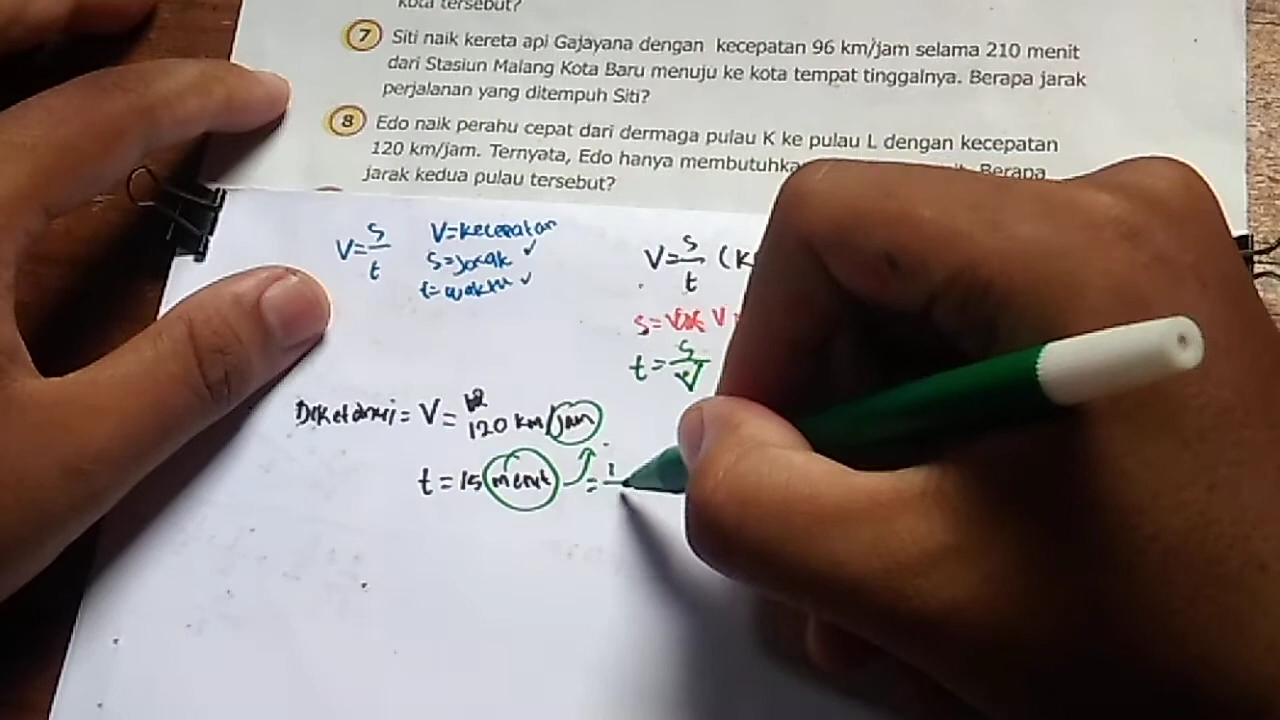 kota tersebut?
7 Siti naik kereta api Gajayana dengan kecepatan 96 km/jam selama 210 menit
dari Stasiun Malang Kota Baru menuju ke kota tempat tinggalnya. Berapa jarak
perjalanan yang ditempuh Siti?
8 Edo naik perahu cepat dari dermaga pulau K ke pulau L dengan kecepatan
120 km/jam. Ternyata, Edo hanya Berapa
jarak kedua pulau tersebut?
V=s/t
V=kecepatan
s=jarak ✓
t=waktu ✓
V=s/t (K
s= V
t=s/V
Diketahui = V = 120 km/jam
t = 15 menit =